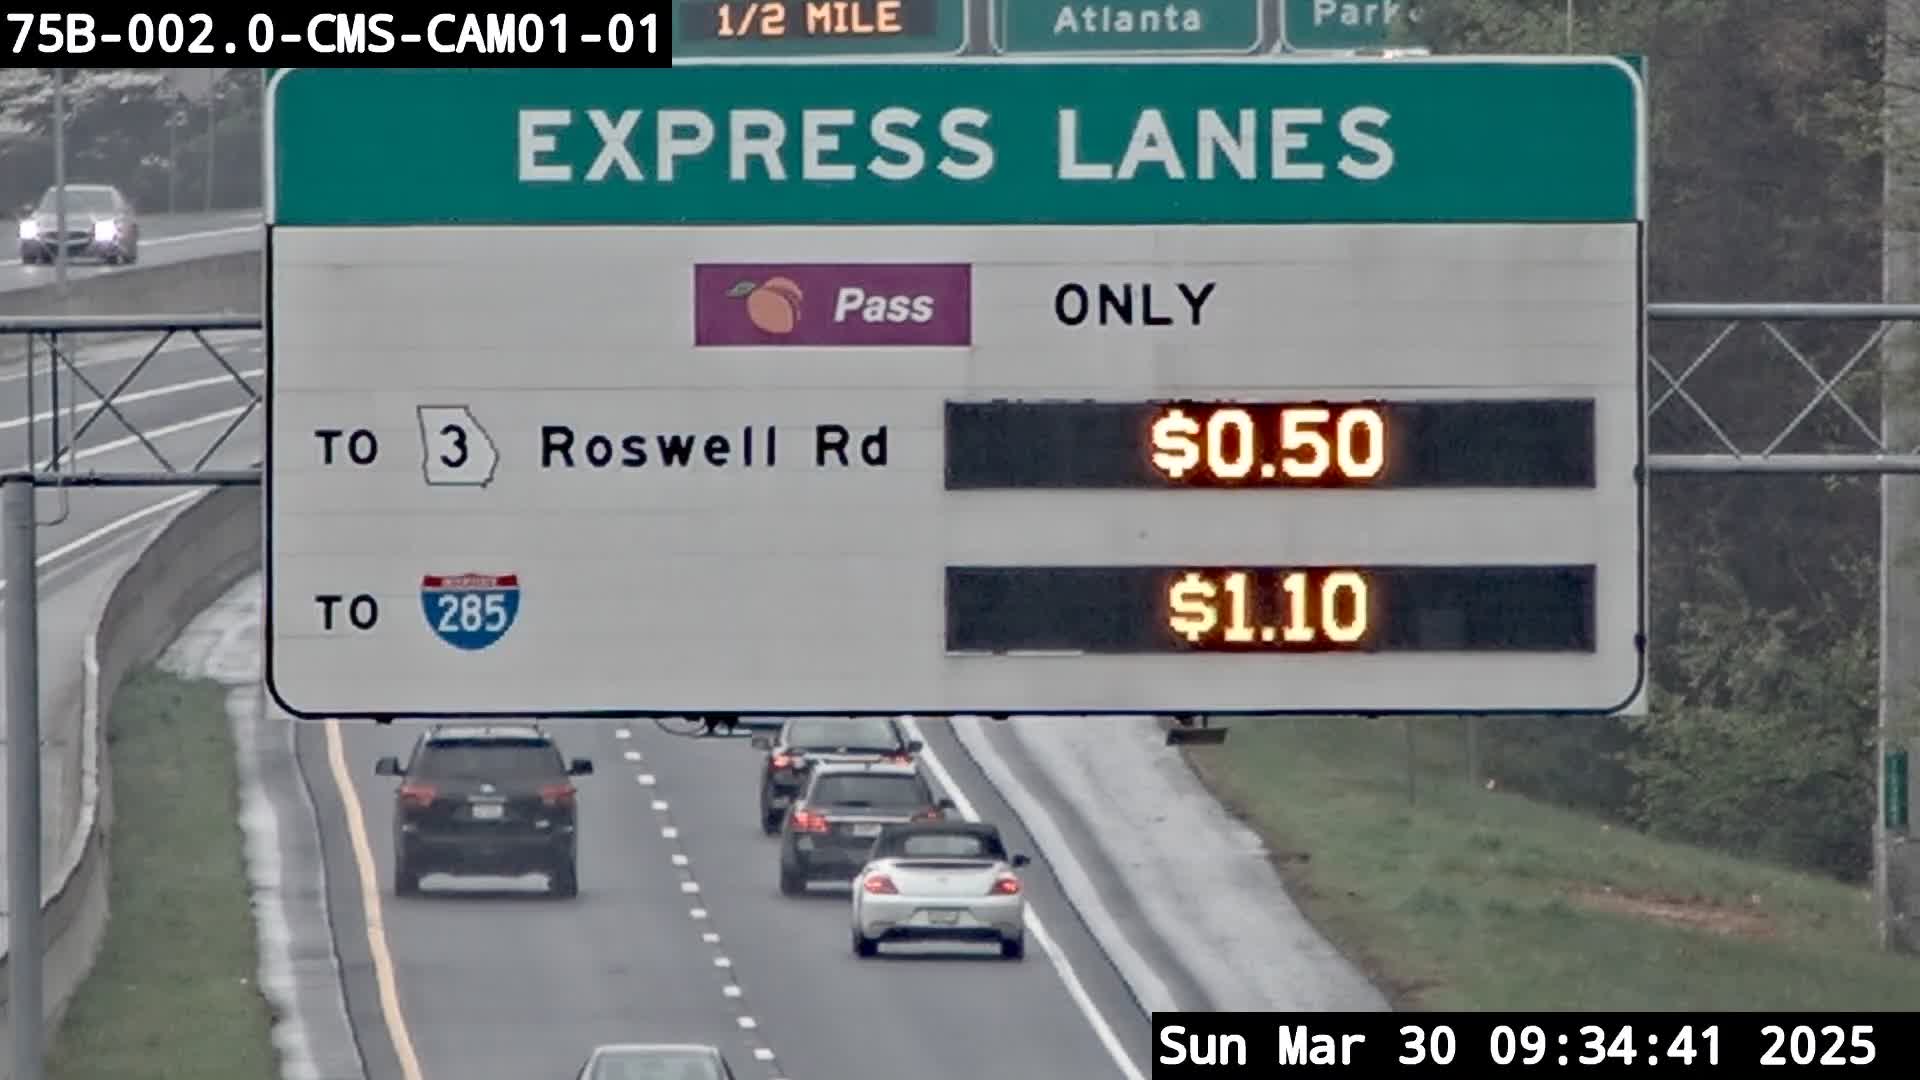 75B-002.0-CMS-CAM01-01
1/2 MILE
Atlanta
EXPRESS LANES
Pass ONLY
TO 3 Roswell Rd $0.50
TO 285 $1.10
Sun Mar 30 09:34:41 2025